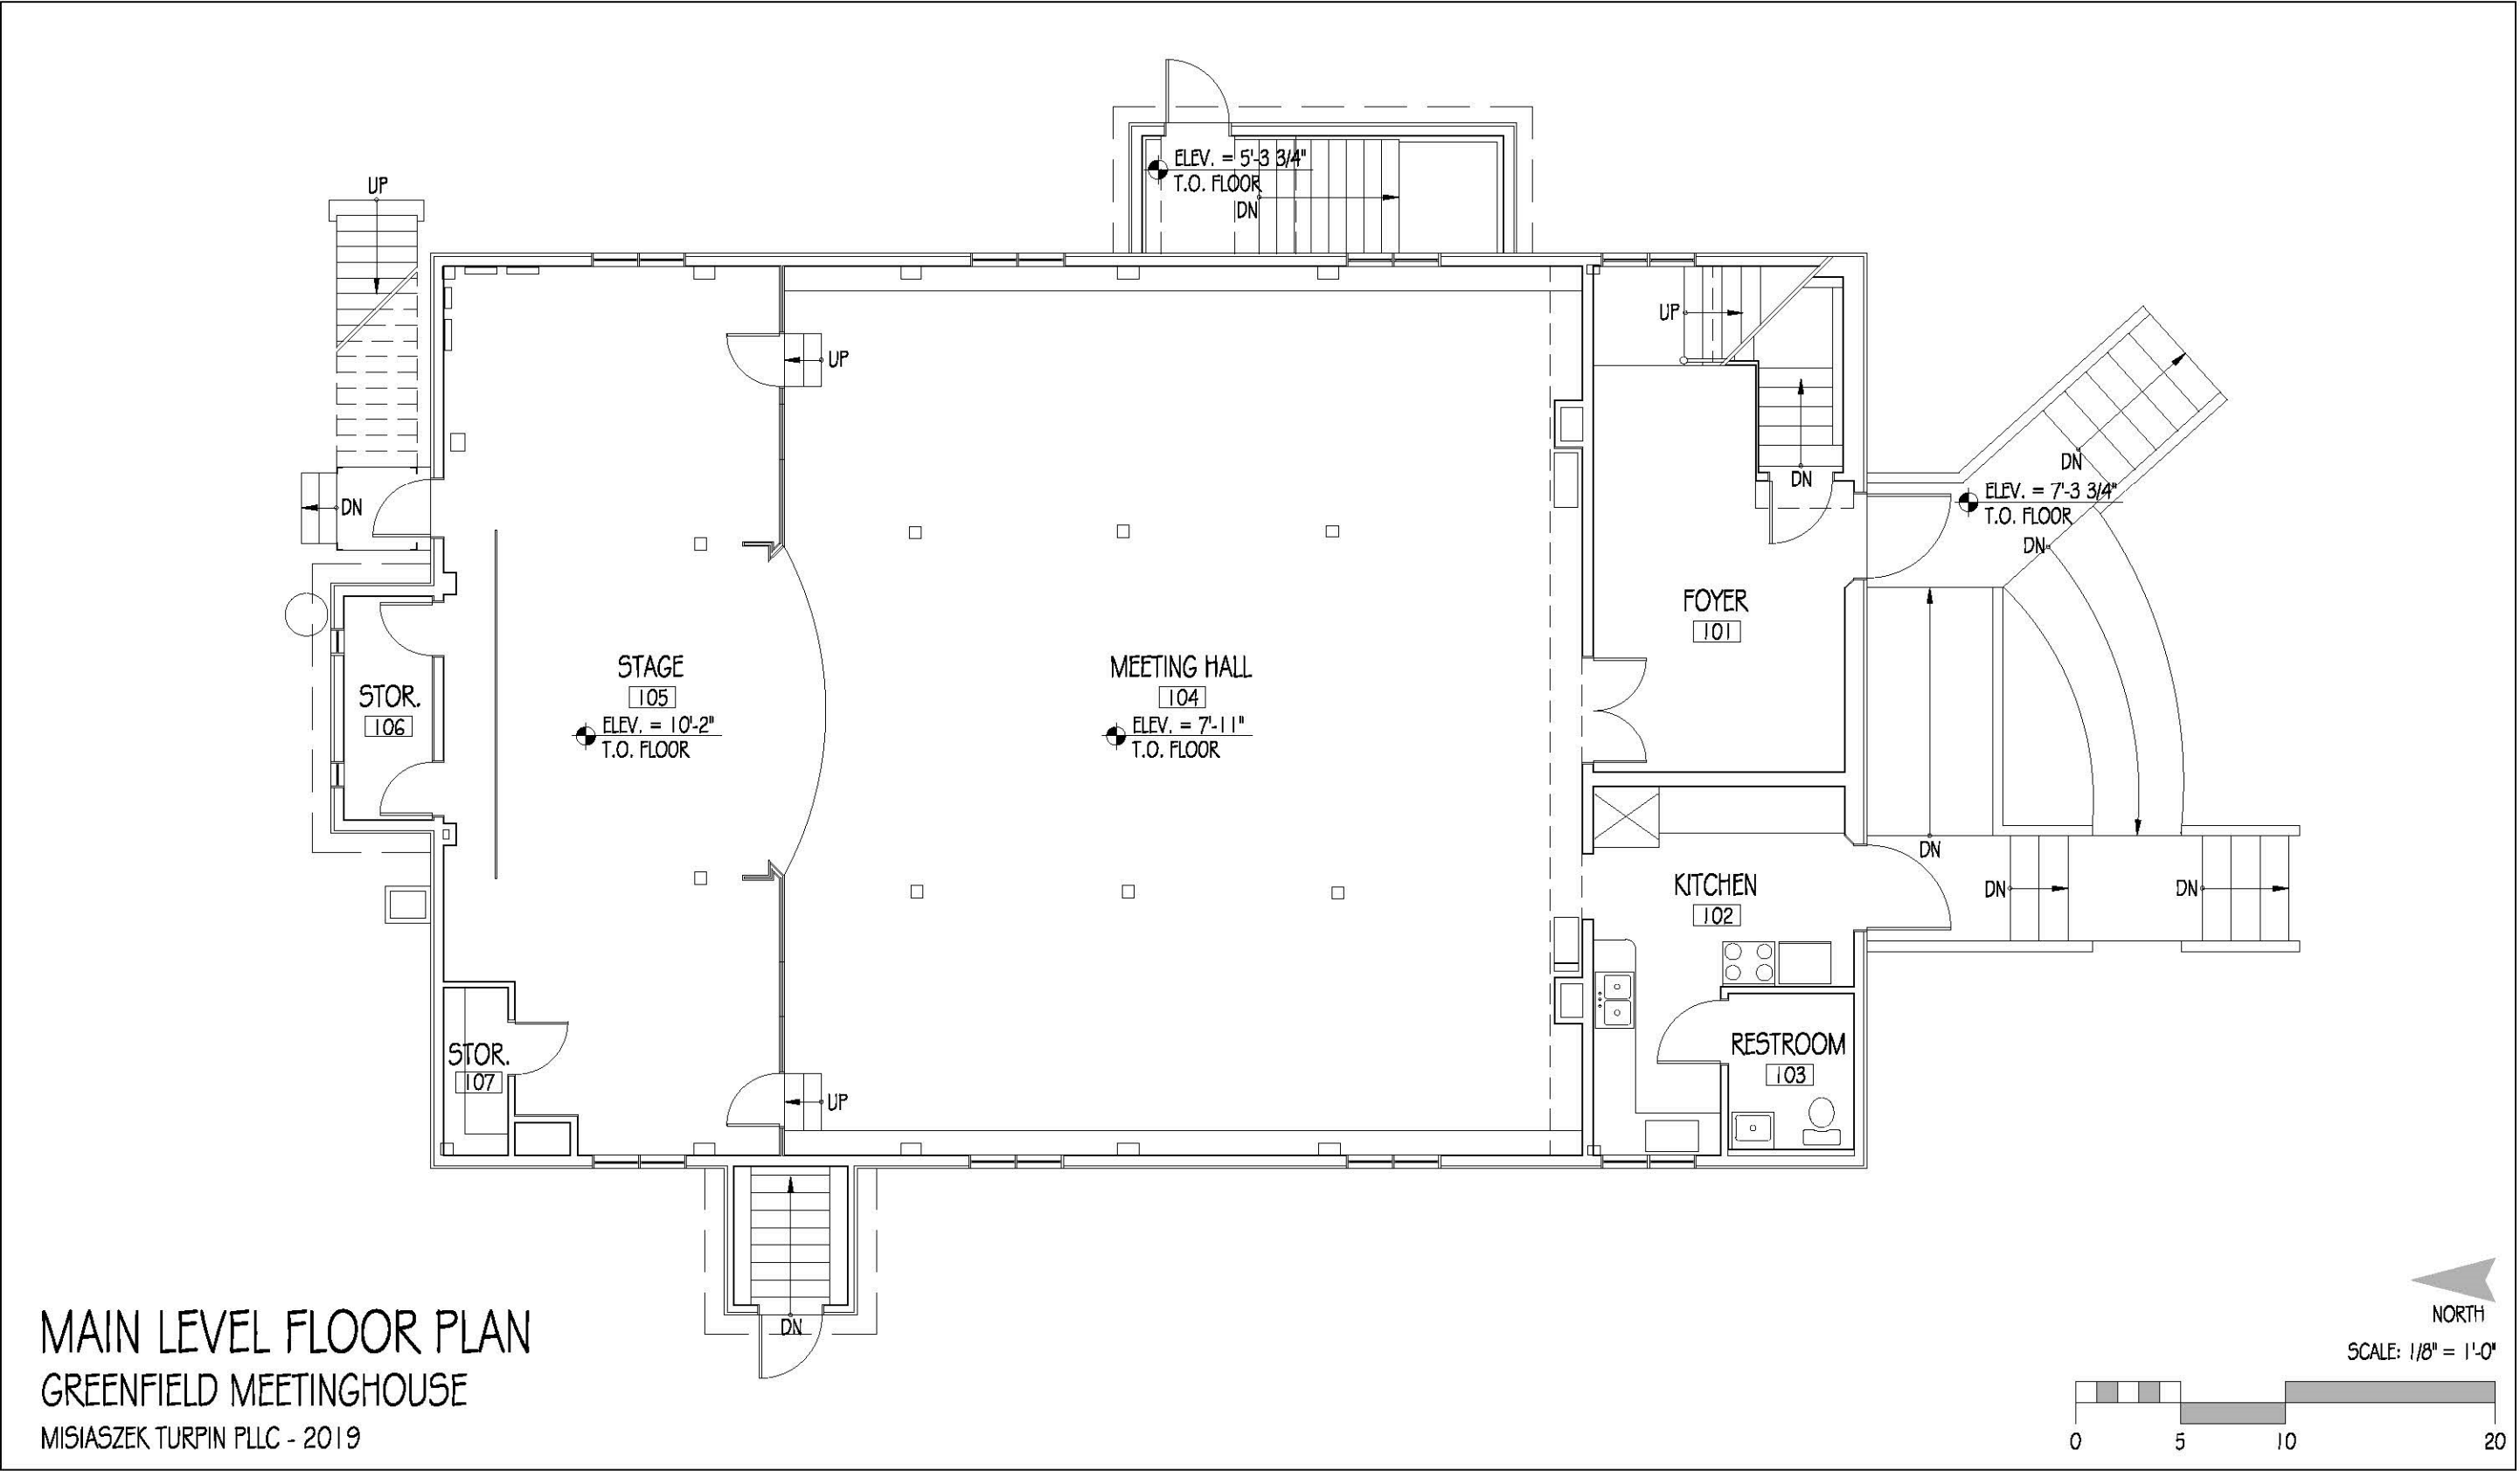 ELEV. = 5'-3 3/4"
T.O. FLOOR
DN
UP
UP
UP
DN
DN
ELEV. = 7'-3 3/4"
T.O. FLOOR
DN
DN
FOYER
101
STAGE
105
ELEV. = 10'-2"
T.O. FLOOR
MEETING HALL
104
ELEV. = 7'-11"
T.O. FLOOR
STOR.
106
DN
KITCHEN
102
DN
DN
STOR.
107
RESTROOM
103
UP
DN
MAIN LEVEL FLOOR PLAN
GREENFIELD MEETINGHOUSE
MISIASZEK TURPIN PLLC - 2019
NORTH
SCALE: 1/8" = 1'-0"
0 5 10 20